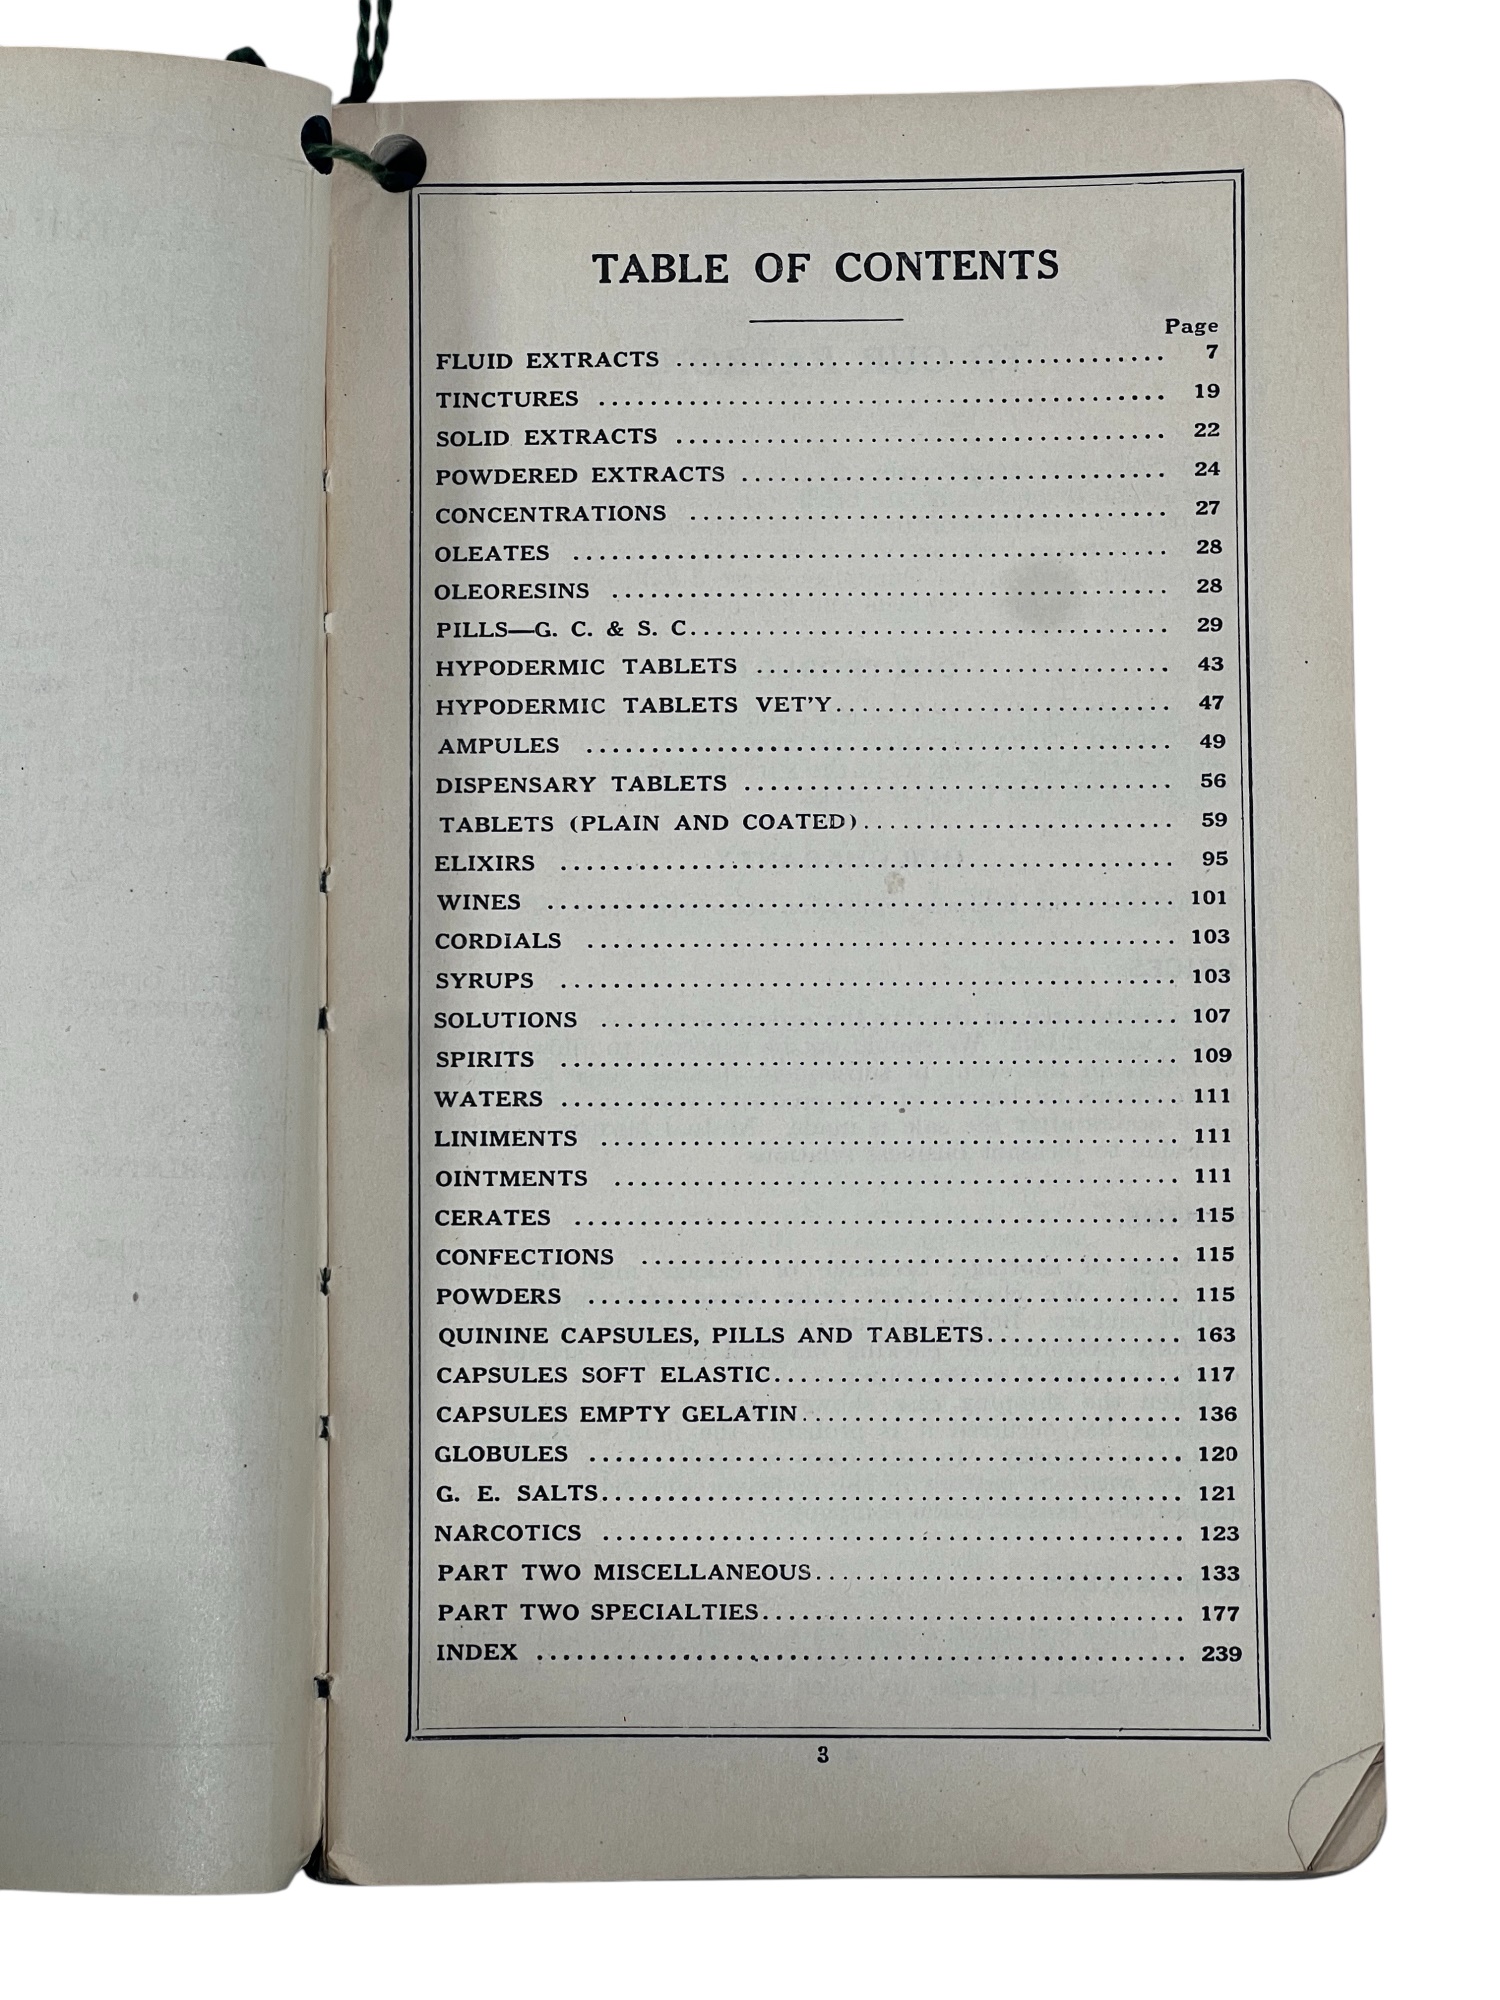 TABLE OF CONTENTS
Page
FLUID EXTRACTS ..................................... 7
TINCTURES ............................................ 19
SOLID EXTRACTS ...................................... 22
POWDERED EXTRACTS ................................. 24
CONCENTRATIONS ..................................... 27
OLEATES .............................................. 28
OLEORESINS ........................................... 28
PILLS—G. C. & S. C..................................... 29
HYPODERMIC TABLETS ................................ 43
HYPODERMIC TABLETS VET'Y.......................... 47
AMPULES ............................................. 49
DISPENSARY TABLETS ................................. 56
TABLETS (PLAIN AND COATED)........................ 59
ELIXIRS ............................................... 95
WINES ................................................ 101
CORDIALS ............................................. 103
SYRUPS ............................................... 103
SOLUTIONS ............................................ 107
SPIRITS ............................................... 109
WATERS ............................................... 111
LINIMENTS ............................................ 111
OINTMENTS ........................................... 111
CERATES .............................................. 115
CONFECTIONS ......................................... 115
POWDERS ............................................. 115
QUININE CAPSULES, PILLS AND TABLETS............... 163
CAPSULES SOFT ELASTIC............................... 117
CAPSULES EMPTY GELATIN............................. 136
GLOBULES ............................................. 120
G. E. SALTS............................................. 121
NARCOTICS ............................................ 123
PART TWO MISCELLANEOUS............................ 133
PART TWO SPECIALTIES................................ 177
INDEX ................................................. 239
3